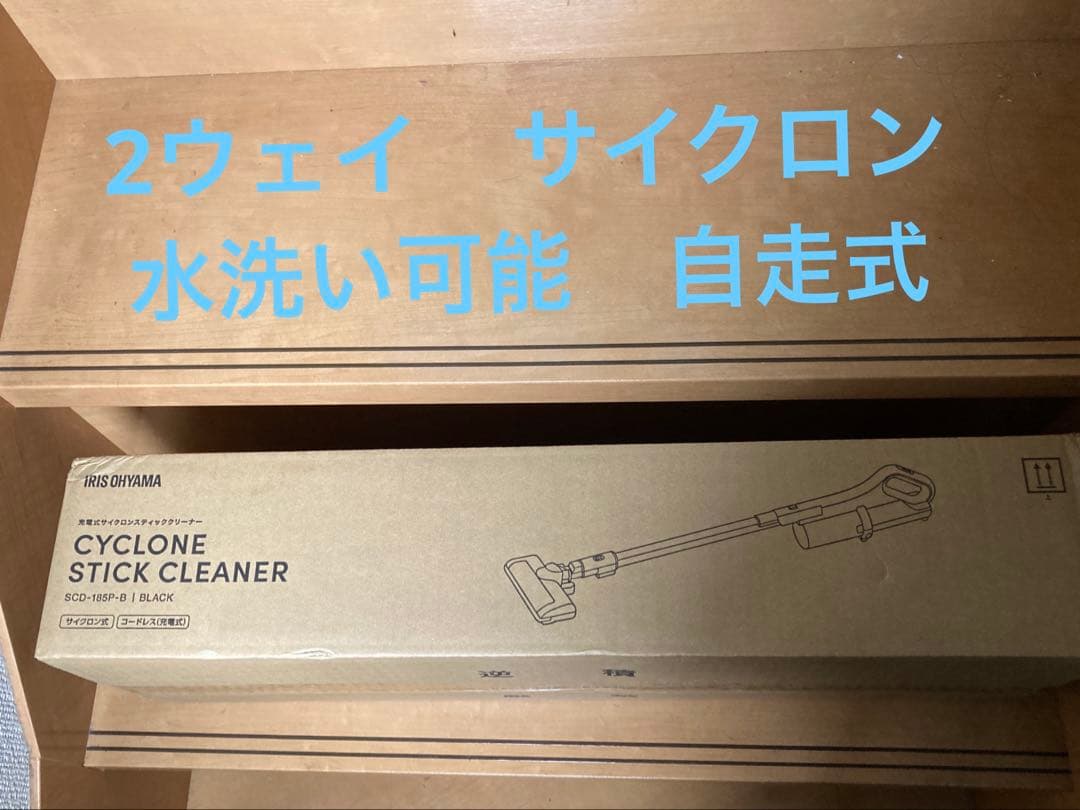 2ウェイ　サイクロン
水洗い可能　自走式
IRIS OHYAMA
充電式サイクロンスティッククリーナー
CYCLONE
STICK CLEANER
SCD-185P-B | BLACK
サイクロン式 コードレス(充電式)
上
逆 積